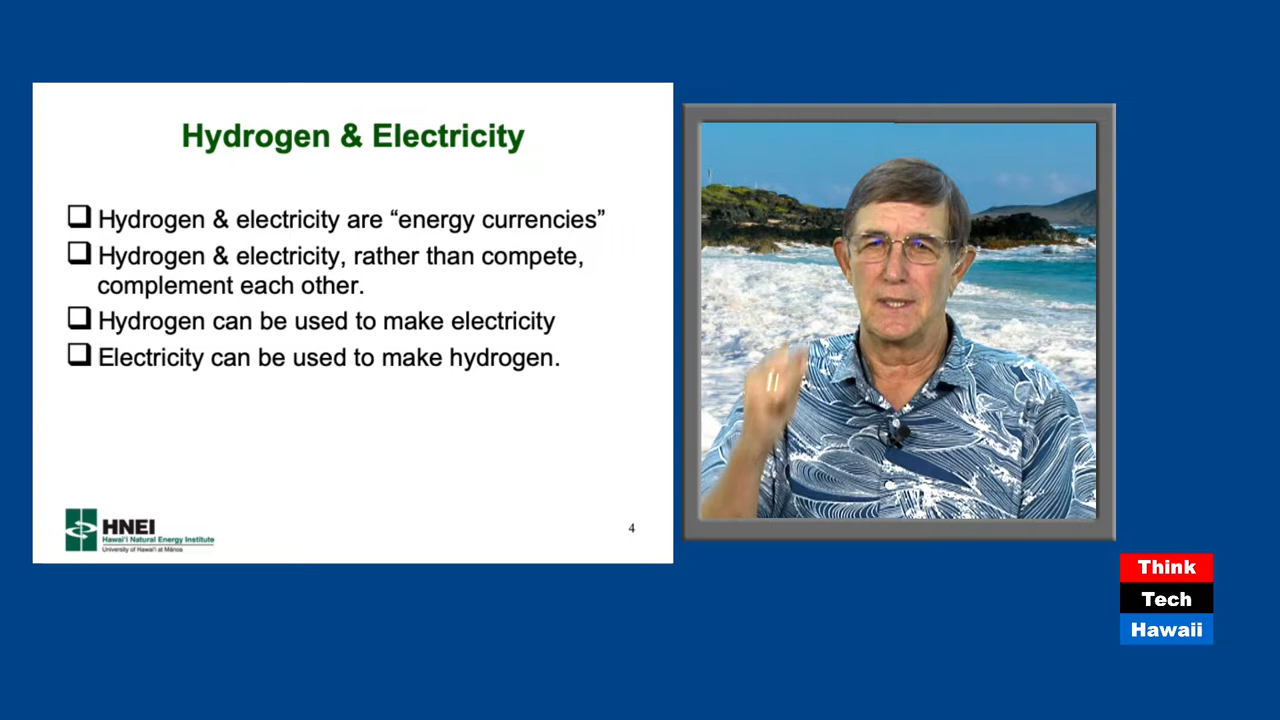 Hydrogen & Electricity
Hydrogen & electricity are “energy currencies”
Hydrogen & electricity, rather than compete,
complement each other.
Hydrogen can be used to make electricity
Electricity can be used to make hydrogen.
HNEI
Hawai‘i Natural Energy Institute
University of Hawai‘i at Mānoa
4
Think
Tech
Hawaii